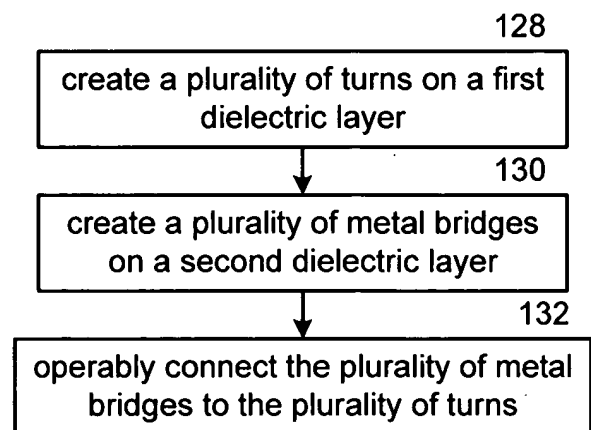 128
create a plurality of turns on a first
dielectric layer
130
create a plurality of metal bridges
on a second dielectric layer
132
operably connect the plurality of metal
bridges to the plurality of turns